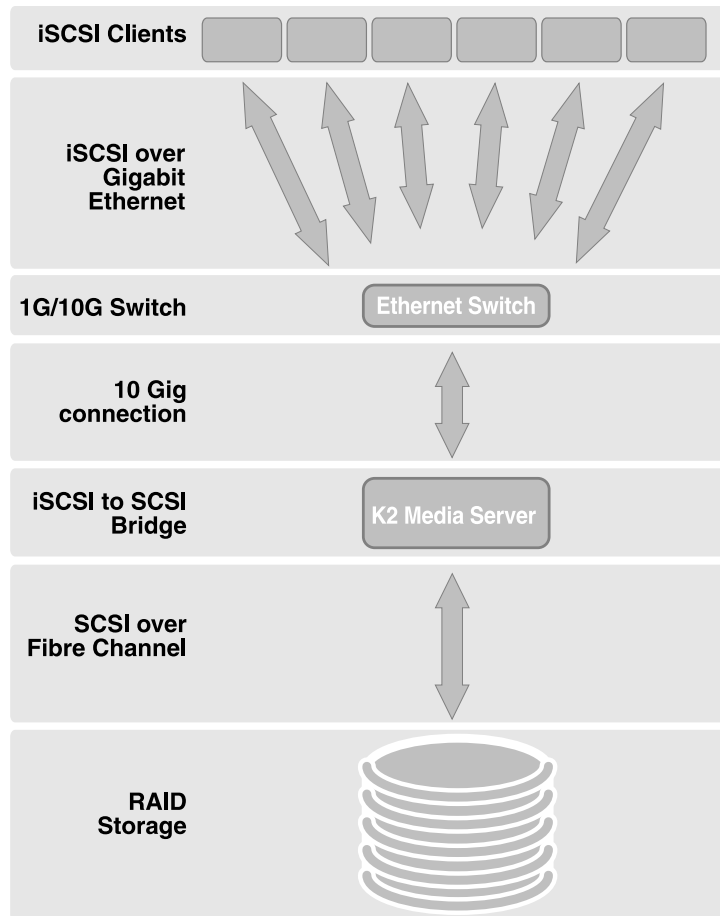 iSCSI Clients
iSCSI over
Gigabit
Ethernet
1G/10G Switch
Ethernet Switch
10 Gig
connection
iSCSI to SCSI
Bridge
K2 Media Server
SCSI over
Fibre Channel
RAID
Storage